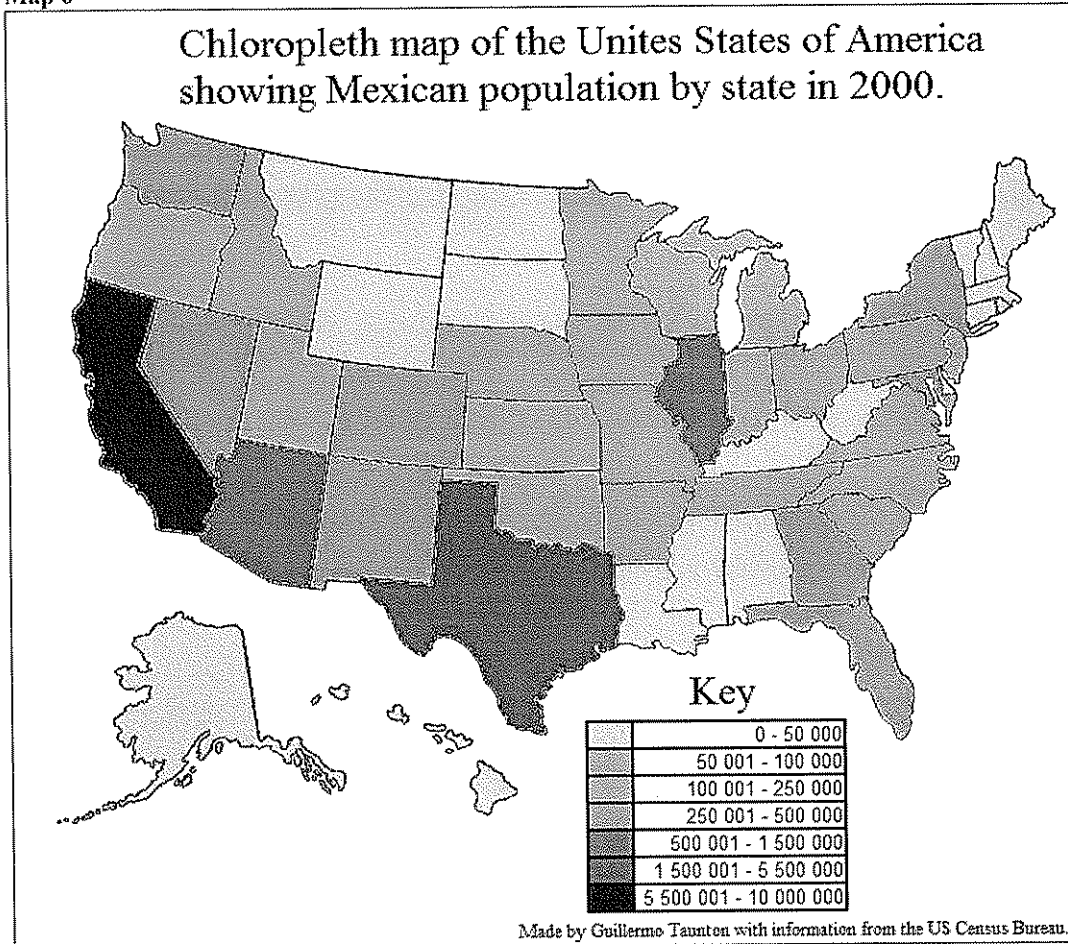 Chloropleth map of the Unites States of America
showing Mexican population by state in 2000.
Key
0 - 50 000
50 001 - 100 000
100 001 - 250 000
250 001 - 500 000
500 001 - 1 500 000
1 500 001 - 5 500 000
5 500 001 - 10 000 000
Made by Guillermo Taunton with information from the US Census Bureau.